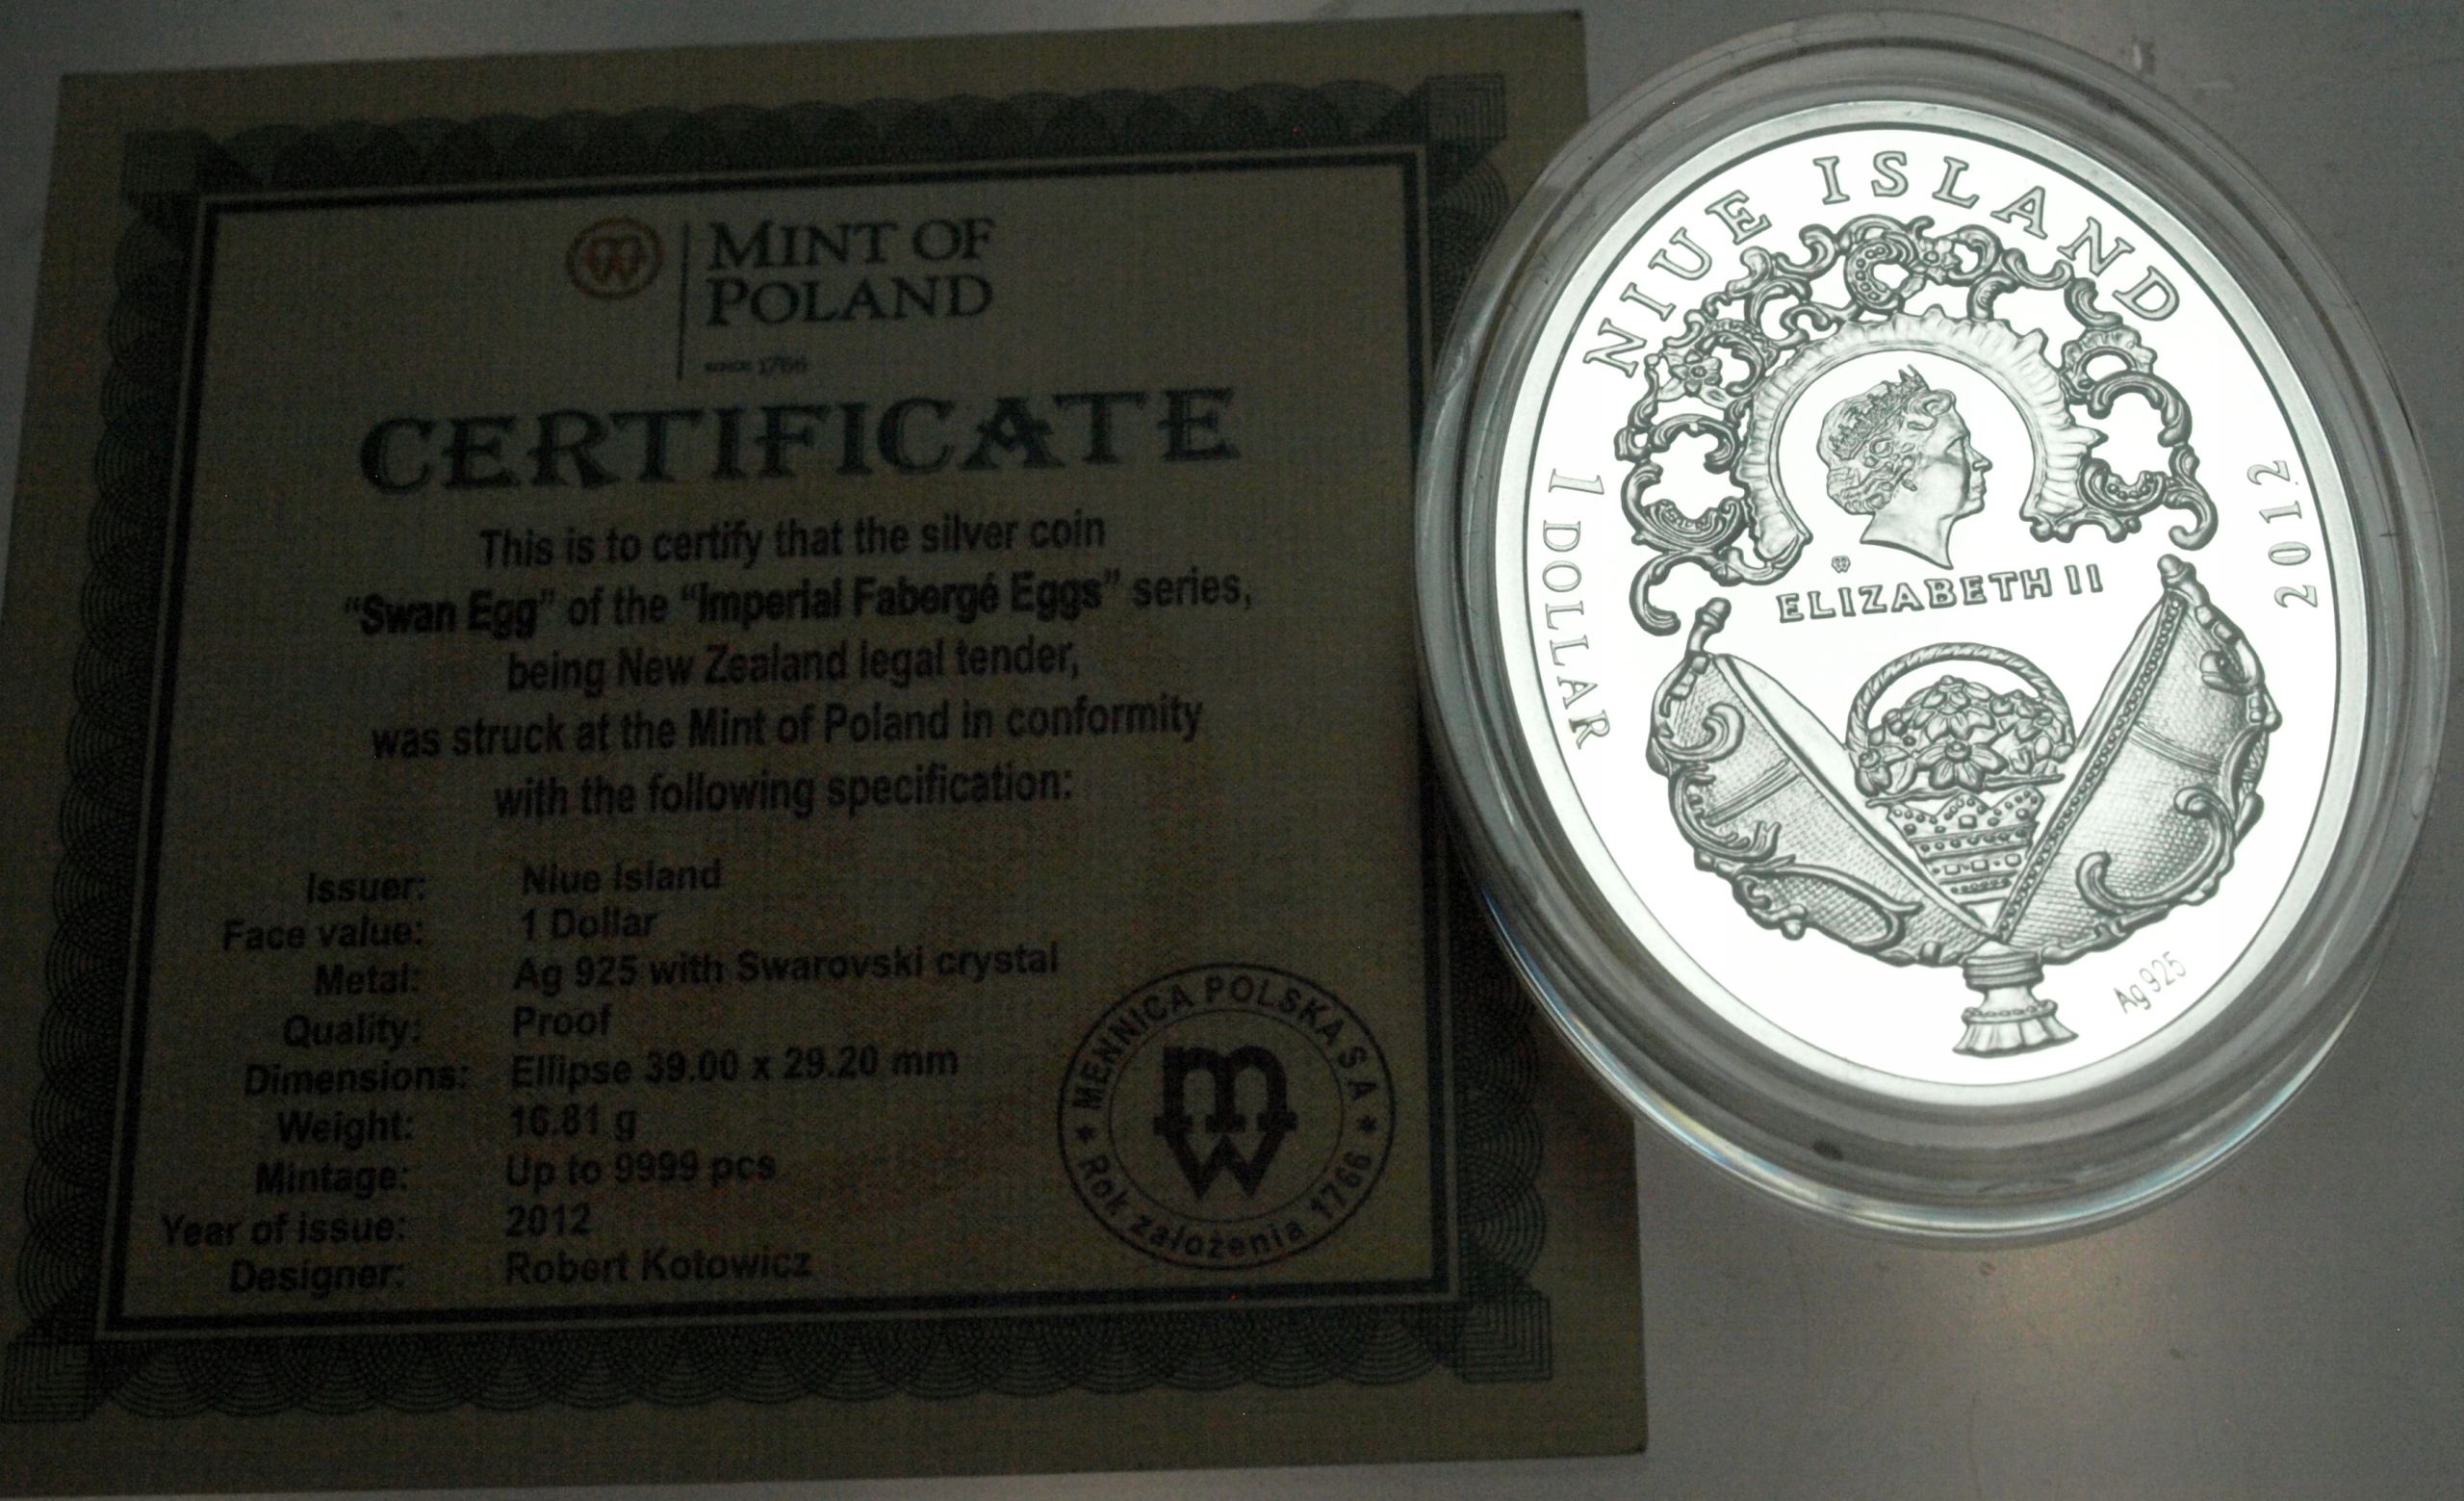 MINT OF
POLAND
SINCE 1766
CERTIFICATE
This is to certify that the silver coin
“Swan Egg” of the “Imperial Fabergé Eggs” series,
being New Zealand legal tender,
was struck at the Mint of Poland in conformity
with the following specification:
Issuer: Niue Island
Face value: 1 Dollar
Metal: Ag 925 with Swarovski crystal
Quality: Proof
Dimensions: Ellipse 39.00 x 29.20 mm
Weight: 16.81 g
Mintage: Up to 9999 pcs
Year of issue: 2012
Designer: Robert Kotowicz
MENNICA POLSKA S A
* Rok założenia 1766 *
mw
NIUE ISLAND
1 DOLLAR
2012
ELIZABETH II
Ag 925